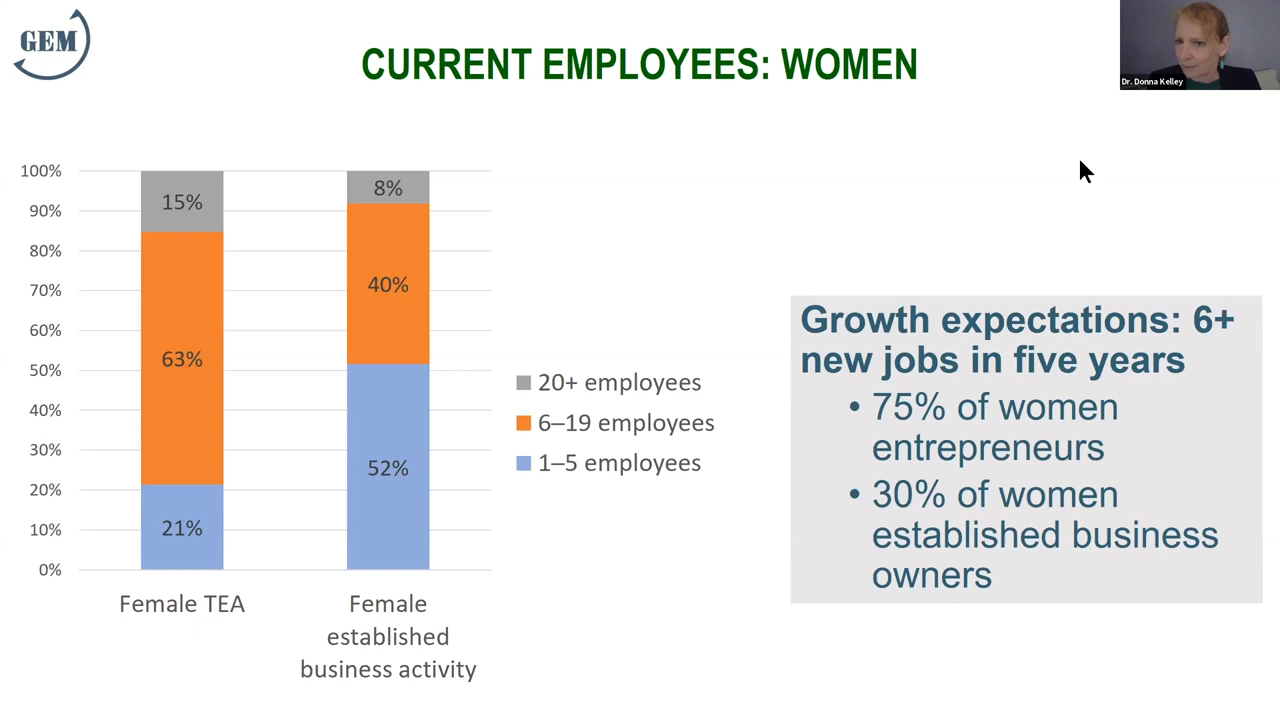 GEM
CURRENT EMPLOYEES: WOMEN
Dr. Donna Kelley
100%
90%
80%
70%
60%
50%
40%
30%
20%
10%
0%
15%
63%
21%
8%
40%
52%
Female TEA
Female
established
business activity
20+ employees
6–19 employees
1–5 employees
Growth expectations: 6+
new jobs in five years
• 75% of women
entrepreneurs
• 30% of women
established business
owners